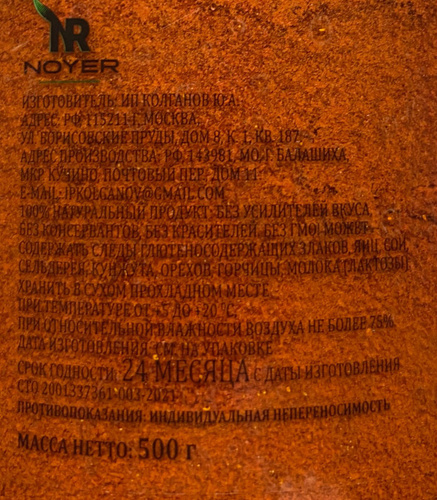 NR
NOYER
ИЗГОТОВИТЕЛЬ: ИП КОЛГАНОВ Ю.А.
АДРЕС: РФ 115211 Г. МОСКВА,
УЛ. БОРИСОВСКИЕ ПРУДЫ, ДОМ 8, К. 1, КВ. 187
АДРЕС ПРОИЗВОДСТВА: РФ, 143981, МО, Г. БАЛАШИХА,
МКР КУЧИНО, ПОЧТОВЫЙ ПЕР., ДОМ 11
E-MAIL: IPKOLGANOV@GMAIL.COM
100% НАТУРАЛЬНЫЙ ПРОДУКТ: БЕЗ УСИЛИТЕЛЕЙ ВКУСА,
БЕЗ КОНСЕРВАНТОВ, БЕЗ КРАСИТЕЛЕЙ, БЕЗ ГМО! МОЖЕТ
СОДЕРЖАТЬ СЛЕДЫ ГЛЮТЕНОСОДЕРЖАЩИХ ЗЛАКОВ, ЯИЦ, СОИ,
СЕЛЬДЕРЕЯ, КУНЖУТА, ОРЕХОВ, ГОРЧИЦЫ, МОЛОКА (ЛАКТОЗЫ)
ХРАНИТЬ В СУХОМ ПРОХЛАДНОМ МЕСТЕ
ПРИ ТЕМПЕРАТУРЕ ОТ +5 ДО +20 °С
ПРИ ОТНОСИТЕЛЬНОЙ ВЛАЖНОСТИ ВОЗДУХА НЕ БОЛЕЕ 75%.
ДАТА ИЗГОТОВЛЕНИЯ: СМ. НА УПАКОВКЕ
СРОК ГОДНОСТИ: 24 МЕСЯЦА С ДАТЫ ИЗГОТОВЛЕНИЯ
СТО 2001337361-003-2021
ПРОТИВОПОКАЗАНИЯ: ИНДИВИДУАЛЬНАЯ НЕПЕРЕНОСИМОСТЬ
МАССА НЕТТО: 500 г